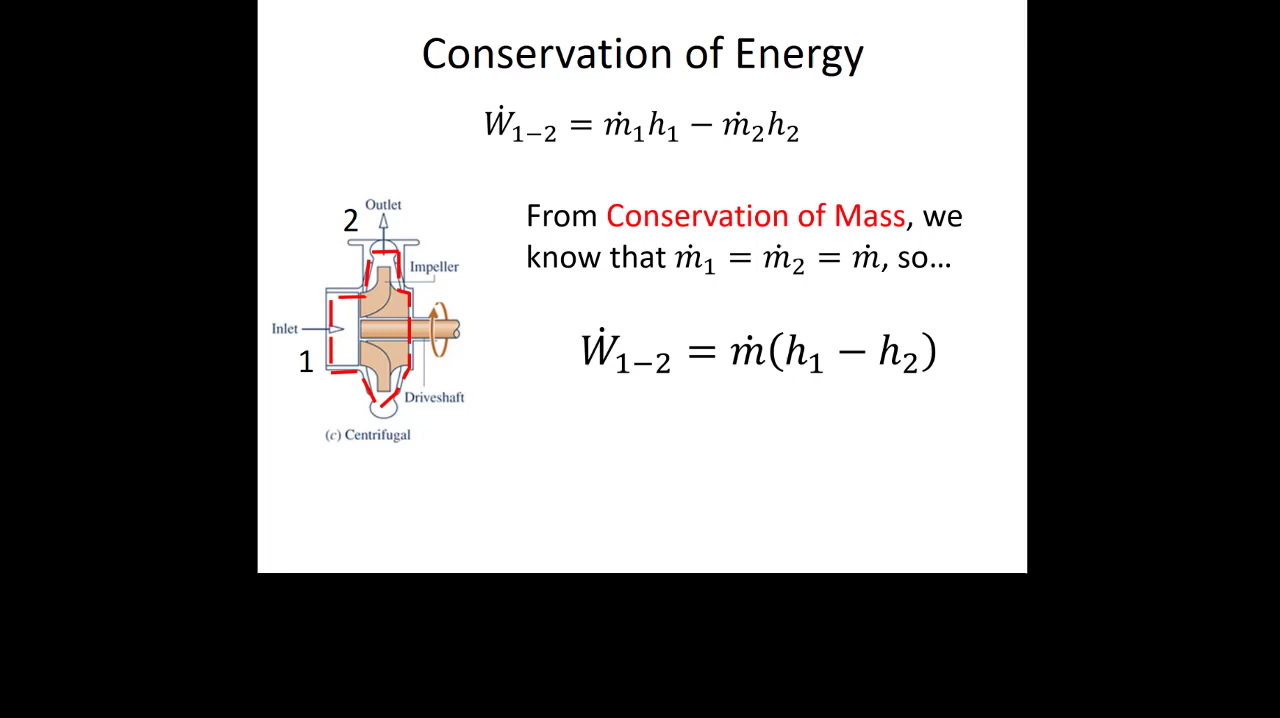 Conservation of Energy
Ẇ₁₋₂ = ṁ₁h₁ − ṁ₂h₂
2
Outlet
Impeller
Inlet
1
Driveshaft
(c) Centrifugal
From Conservation of Mass, we
know that ṁ₁ = ṁ₂ = ṁ, so…
Ẇ₁₋₂ = ṁ(h₁ − h₂)